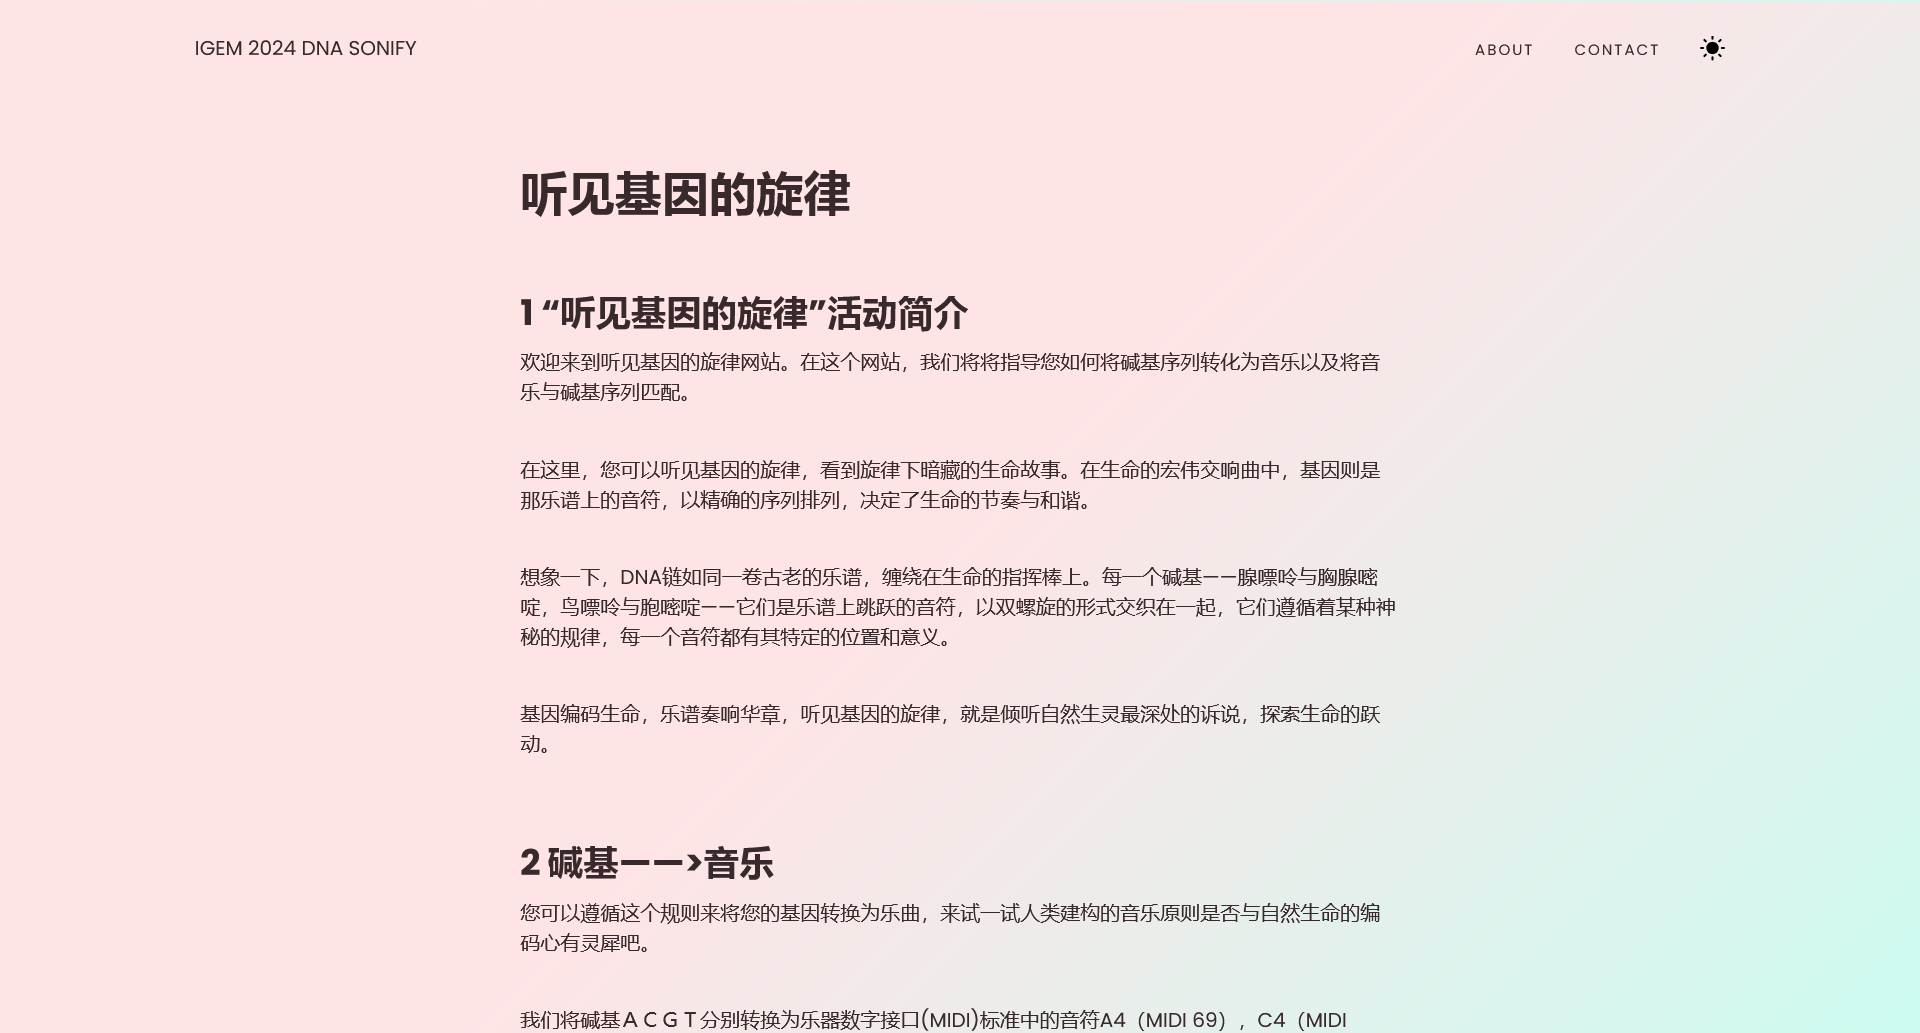 IGEM 2024 DNA SONIFY
ABOUT
CONTACT
听见基因的旋律
1 “听见基因的旋律”活动简介
欢迎来到听见基因的旋律网站。在这个网站，我们将将指导您如何将碱基序列转化为音乐以及将音
乐与碱基序列匹配。
在这里，您可以听见基因的旋律，看到旋律下暗藏的生命故事。在生命的宏伟交响曲中，基因则是
那乐谱上的音符，以精确的序列排列，决定了生命的节奏与和谐。
想象一下，DNA链如同一卷古老的乐谱，缠绕在生命的指挥棒上。每一个碱基——腺嘌呤与胸腺嘧
啶，鸟嘌呤与胞嘧啶——它们是乐谱上跳跃的音符，以双螺旋的形式交织在一起，它们遵循着某种神
秘的规律，每一个音符都有其特定的位置和意义。
基因编码生命，乐谱奏响华章，听见基因的旋律，就是倾听自然生灵最深处的诉说，探索生命的跃
动。
2 碱基——>音乐
您可以遵循这个规则来将您的基因转换为乐曲，来试一试人类建构的音乐原则是否与自然生命的编
码心有灵犀吧。
我们将碱基ＡＣＧＴ分别转换为乐器数字接口(MIDI)标准中的音符A4（MIDI 69），C4（MIDI